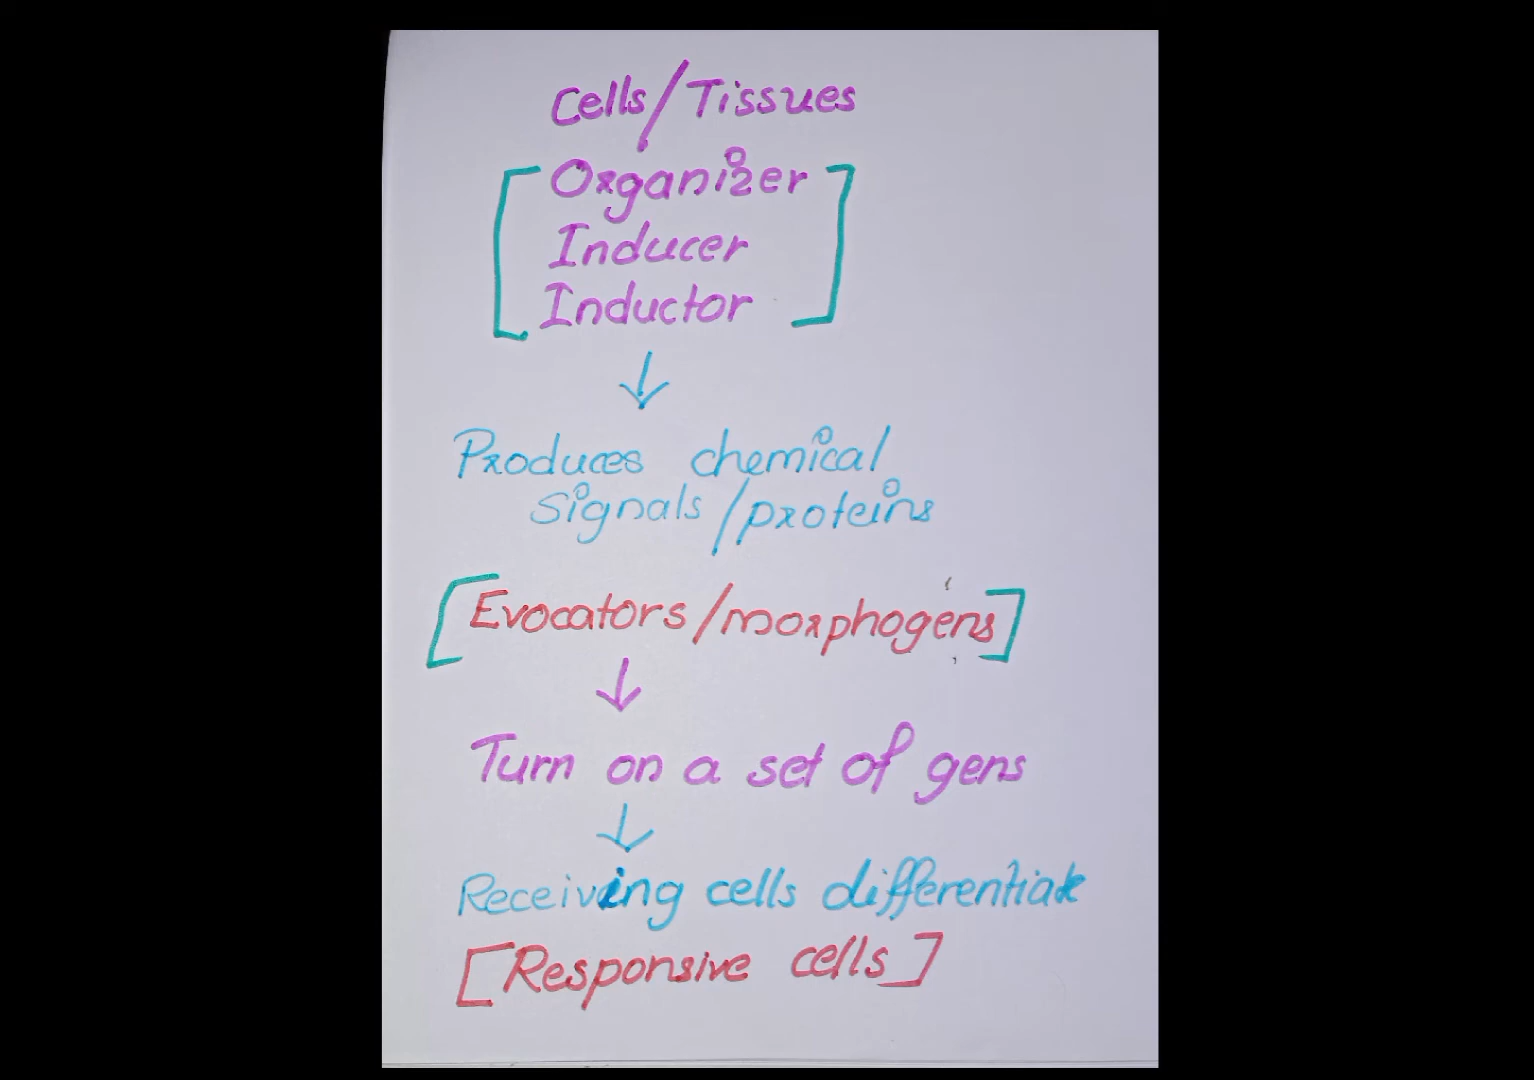 Cells/Tissues
[Organizer
Inducer
Inductor]
↓
Produces chemical
signals/proteins
[Evocators/morphogens]
↓
Turn on a set of gens
↓
Receiving cells differentiate
[Responsive cells]